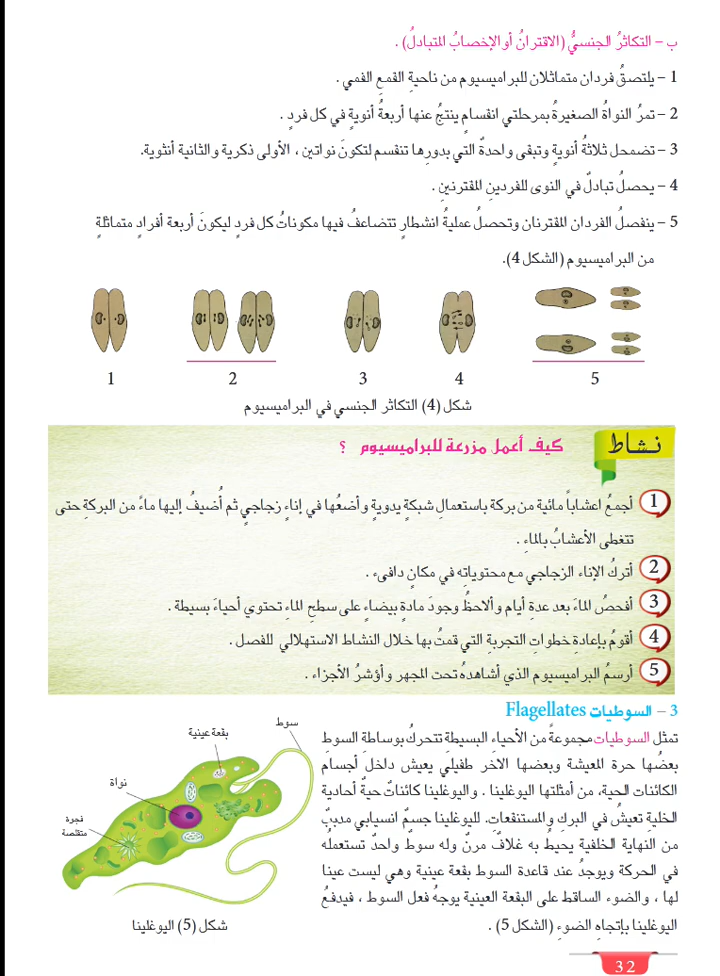 ب – التكاثرُ الجنسيُّ (الاقترانُ أو الإخصابُ المتبادلُ) .
1 – يلتصقُ فردان متماثلان للبراميسيوم من ناحيةِ القمعِ الفمي .
2 – تمرُ النواةُ الصغيرةُ بمرحلتي انقسامٍ ينتجُ عنها أربعةُ أنويةٍ في كل فردٍ .
3 – تضمحل ثلاثةُ أنويةٍ وتبقى واحدةٌ التي بدورِها تنقسم لتكونَ نواتين ، الأولى ذكرية والثانية أنثوية.
4 – يحصلُ تبادلٌ في النوى للفردينِ المقترنينِ .
5 – ينفصلُ الفردان المقترنان وتحصلُ عمليةُ انشطارٍ تتضاعفُ فيها مكوناتُ كل فردٍ ليكونَ أربعة أفرادٍ متماثلةٍ
من البراميسيوم (الشكل 4).
1 2 3 4 5
شكل (4) التكاثر الجنسي في البراميسيوم
نشاط
كيف أعمل مزرعة للبراميسيوم ؟
1 أجمعُ اعشاباً مائية من بركة باستعمالِ شبكةٍ يدويةٍ وأضعُها في إناءٍ زجاجيٍ ثم أُضيفُ إليها ماءً من البركةِ حتى
تتغطى الأعشابُ بالماءِ .
2 أتركُ الإناء الزجاجي مع محتوياتِه في مكانٍ دافىء .
3 أفحصُ الماءَ بعد عدةِ أيام وألاحظُ وجودَ مادةٍ بيضاءٍ على سطحِ الماءِ تحتوي أحياءً بسيطة .
4 أقومُ بإعادةِ خطواتِ التجربةِ التي قمتُ بها خلال النشاط الاستهلالي للفصل .
5 أرسمُ البراميسيوم الذي أشاهدهُ تحت المجهر وأؤشرُ الأجزاء .
3 – السوطيات Flagellates
تمثل السوطيات مجموعةً من الأحياءِ البسيطة تتحركُ بوساطة السوطِ
بعضُها حرة المعيشة وبعضها الآخر طفيلي يعيش داخلَ أجسام
الكائنات الحية، من أمثلتها اليوغلينا . واليوغلينا كائناتٌ حيةٌ أحادية
الخليةِ تعيشُ في البركِ والمستنقعاتِ. لليوغلينا جسمٌ انسيابي مدببٌ
من النهاية الخلفية يحيطُ به غلافٌ مرنٌ وله سوطٌ واحدٌ تستعملُه
في الحركة ويوجدُ عند قاعدة السوط بقعة عينية وهي ليست عينا
لها ، والضوء الساقط على البقعة العينية يوجهُ فعل السوط ، فيدفعُ
اليوغلينا بإتجاهِ الضوءِ (الشكل 5) .
سوط
بقعة عينية
نواة
فجوة
متقلصة
شكل (5) اليوغلينا
32